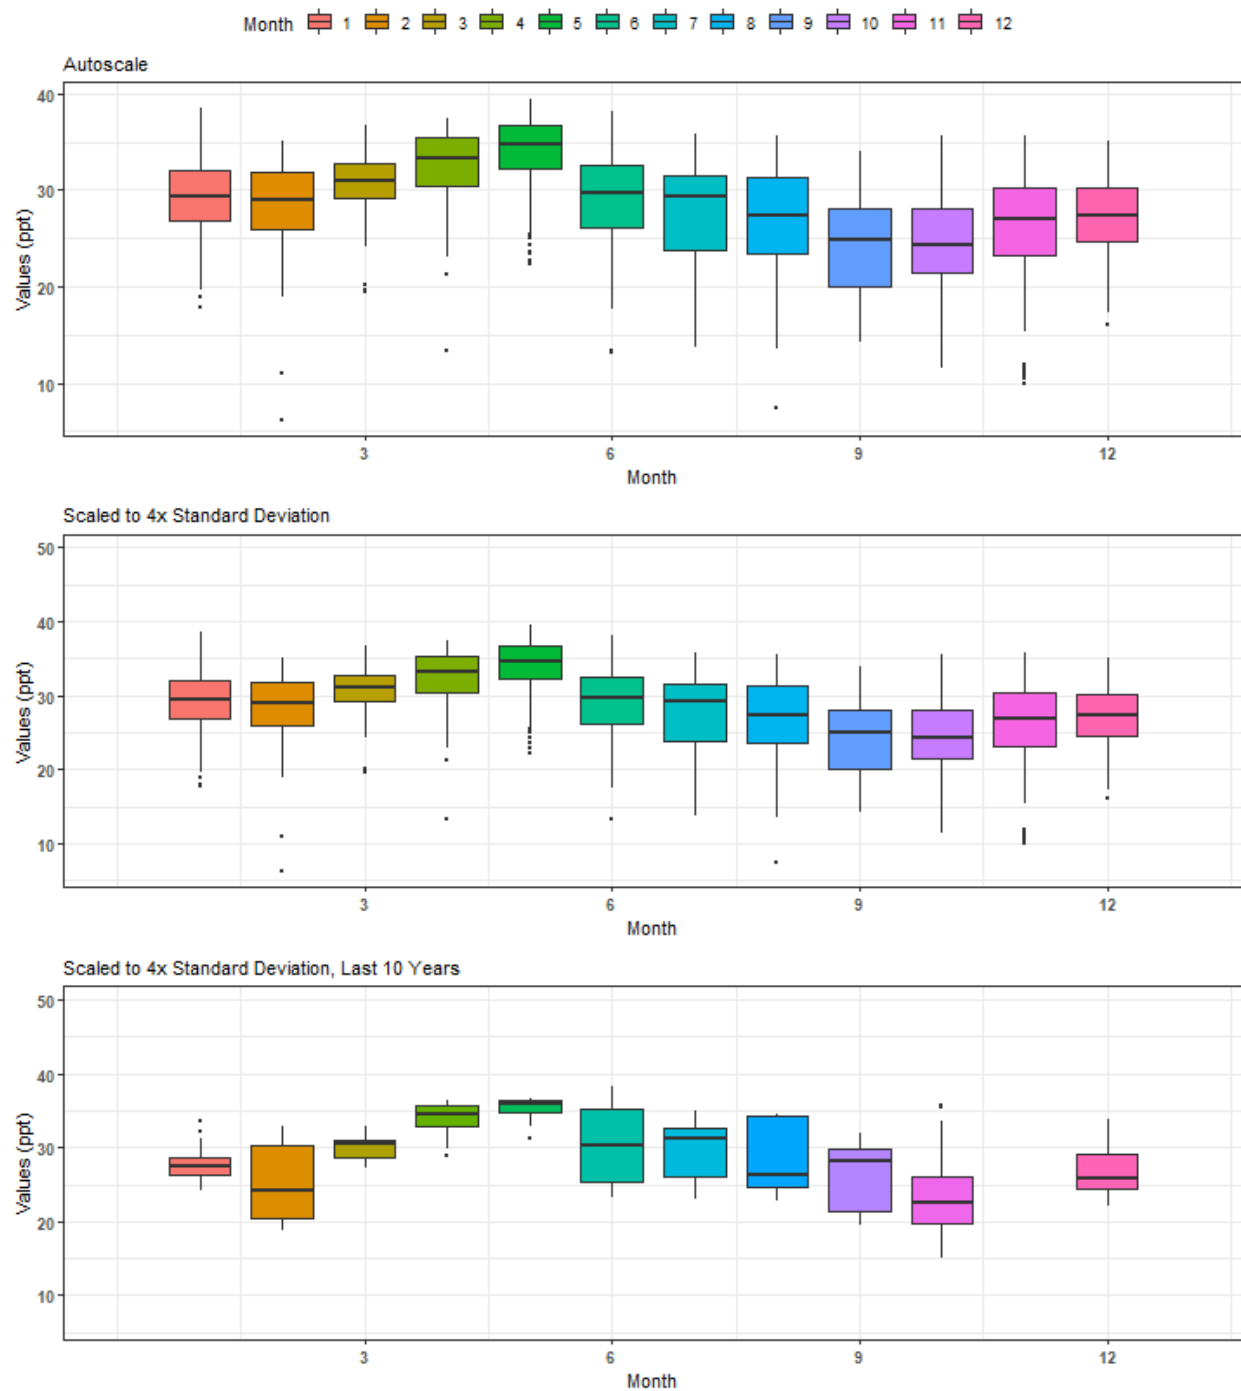 Month 1 2 3 4 5 6 7 8 9 10 11 12
Autoscale
40
30
20
10
Values (ppt)
3 6 9 12
Month
Scaled to 4x Standard Deviation
50
40
30
20
10
Values (ppt)
3 6 9 12
Month
Scaled to 4x Standard Deviation, Last 10 Years
50
40
30
20
10
Values (ppt)
3 6 9 12
Month